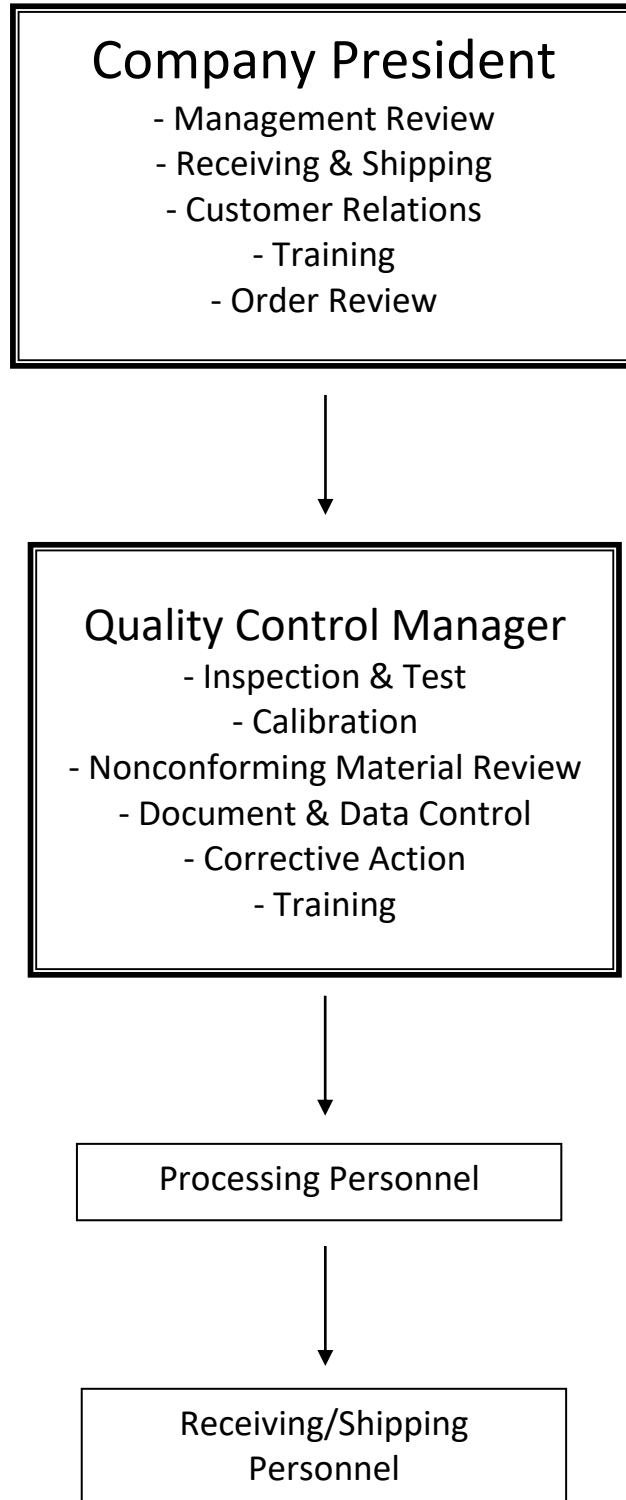 Company President
- Management Review
- Receiving & Shipping
- Customer Relations
- Training
- Order Review
Quality Control Manager
- Inspection & Test
- Calibration
- Nonconforming Material Review
- Document & Data Control
- Corrective Action
- Training
Processing Personnel
Receiving/Shipping
Personnel